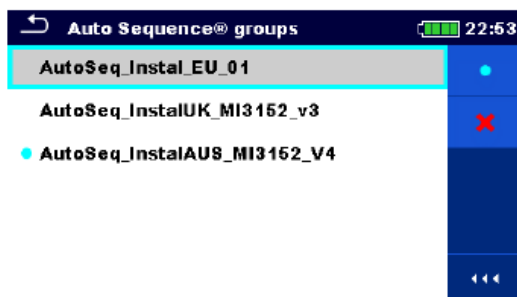 Auto Sequence® groups 22:53
AutoSeq_Instal_EU_01
AutoSeq_InstalUK_MI3152_v3
AutoSeq_InstalAUS_MI3152_V4